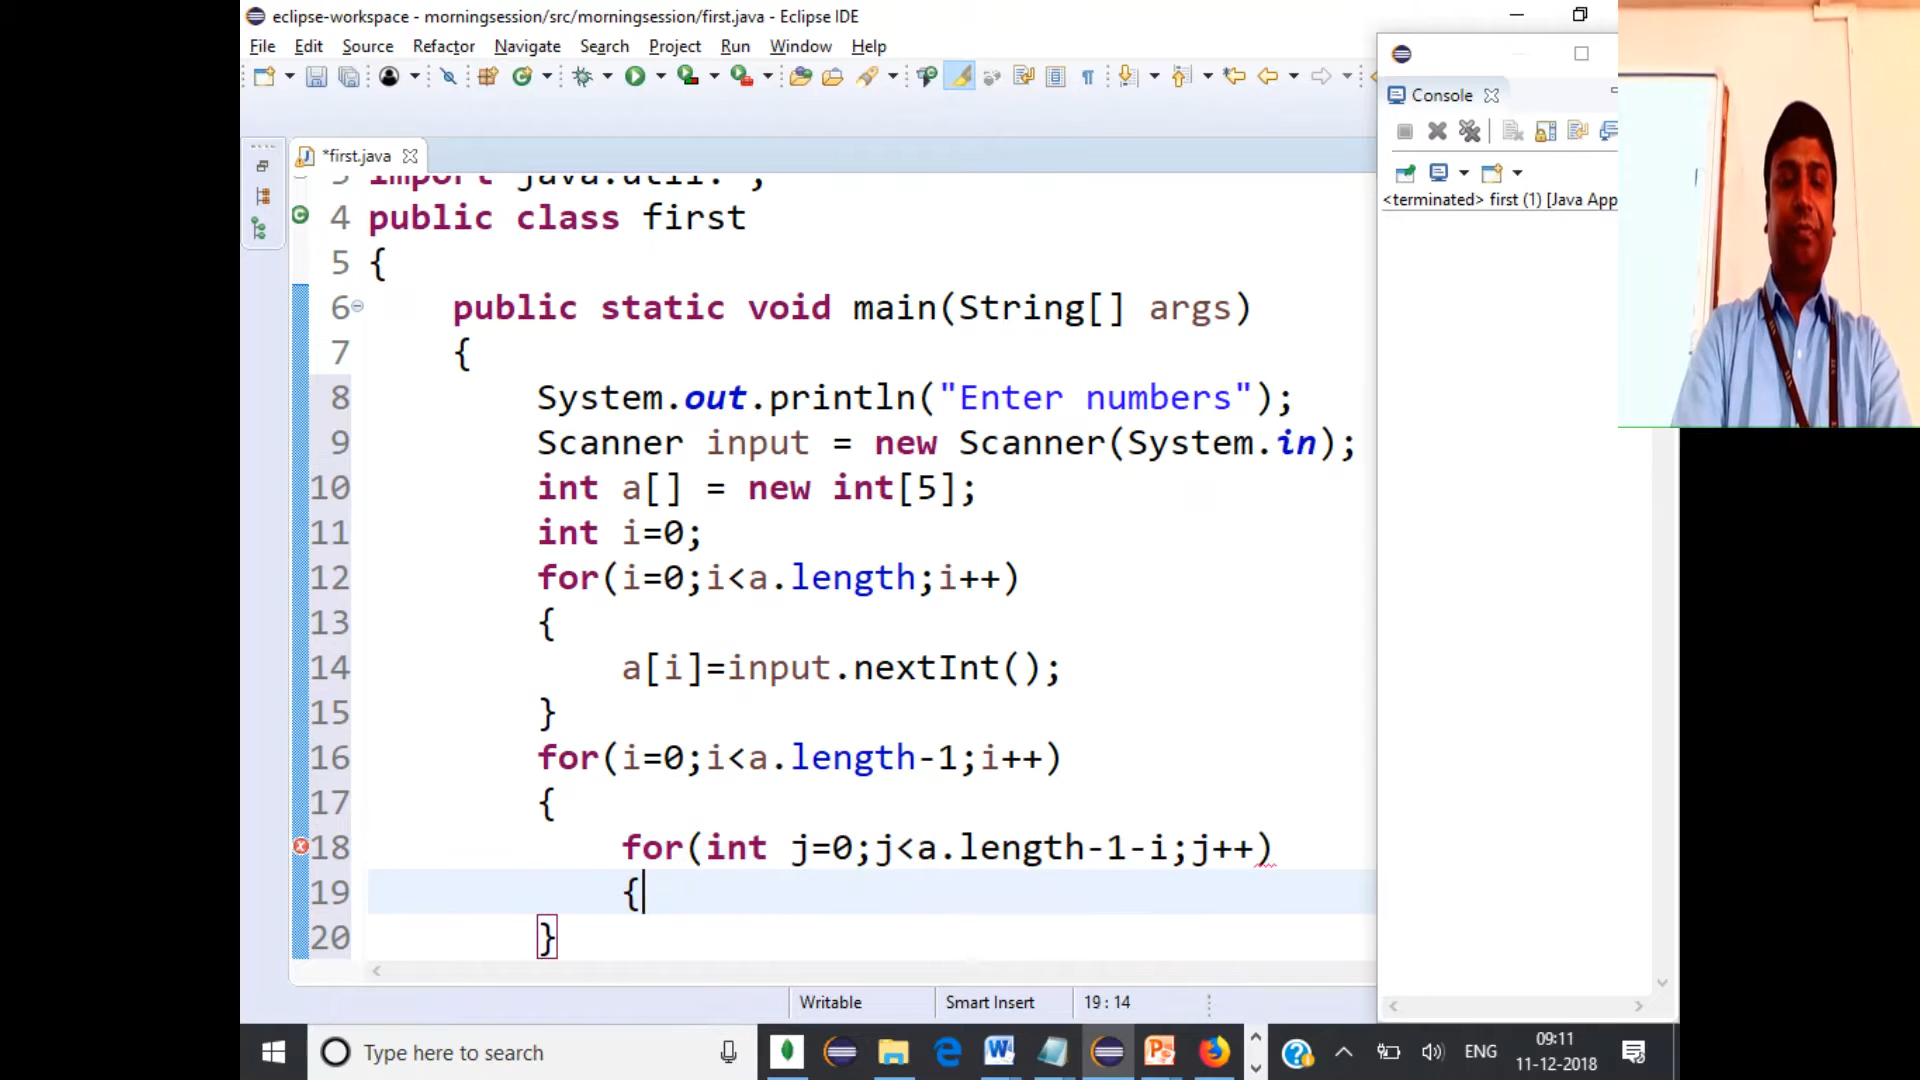 eclipse-workspace - morningsession/src/morningsession/first.java - Eclipse IDE
File Edit Source Refactor Navigate Search Project Run Window Help
*first.java
3 import java.util.*;
4 public class first
5 {
6 public static void main(String[] args)
7 {
8 System.out.println("Enter numbers");
9 Scanner input = new Scanner(System.in);
10 int a[] = new int[5];
11 int i=0;
12 for(i=0;i<a.length;i++)
13 {
14 a[i]=input.nextInt();
15 }
16 for(i=0;i<a.length-1;i++)
17 {
18 for(int j=0;j<a.length-1-i;j++)
19 {
20 }
Writable Smart Insert 19 : 14
Console
<terminated> first (1) [Java App
Type here to search
ENG
09:11
11-12-2018